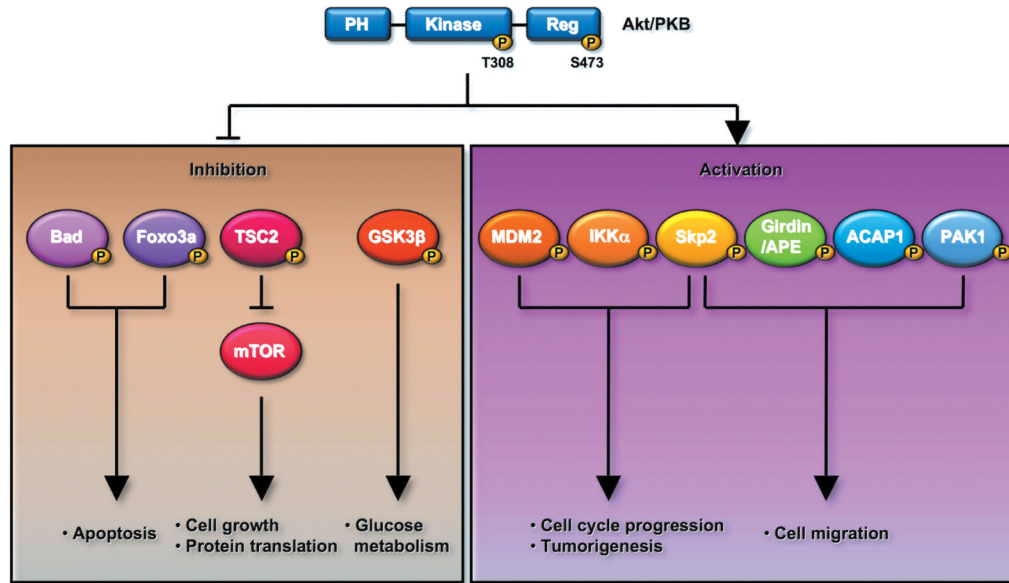 PH Kinase Reg Akt/PKB
P P
T308 S473
Inhibition
Bad Foxo3a TSC2 GSK3β
P P P P
mTOR
• Apoptosis
• Cell growth
• Protein translation
• Glucose
metabolism
Activation
MDM2 IKKα Skp2 Girdin
/APE ACAP1 PAK1
P P P P P P
• Cell cycle progression
• Tumorigenesis
• Cell migration